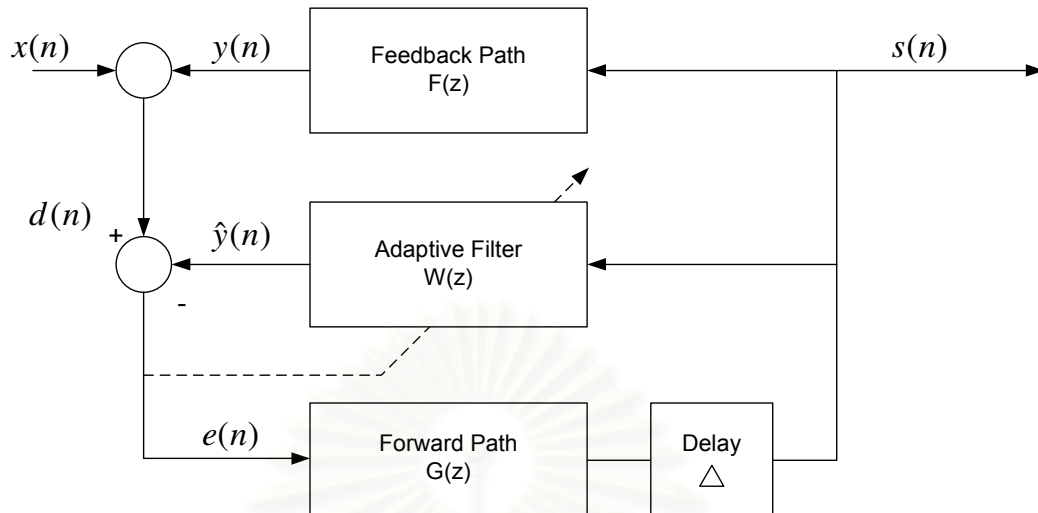 x(n)
y(n)
Feedback Path
F(z)
s(n)
d(n)
+
ŷ(n)
Adaptive Filter
W(z)
-
e(n)
Forward Path
G(z)
Delay
△